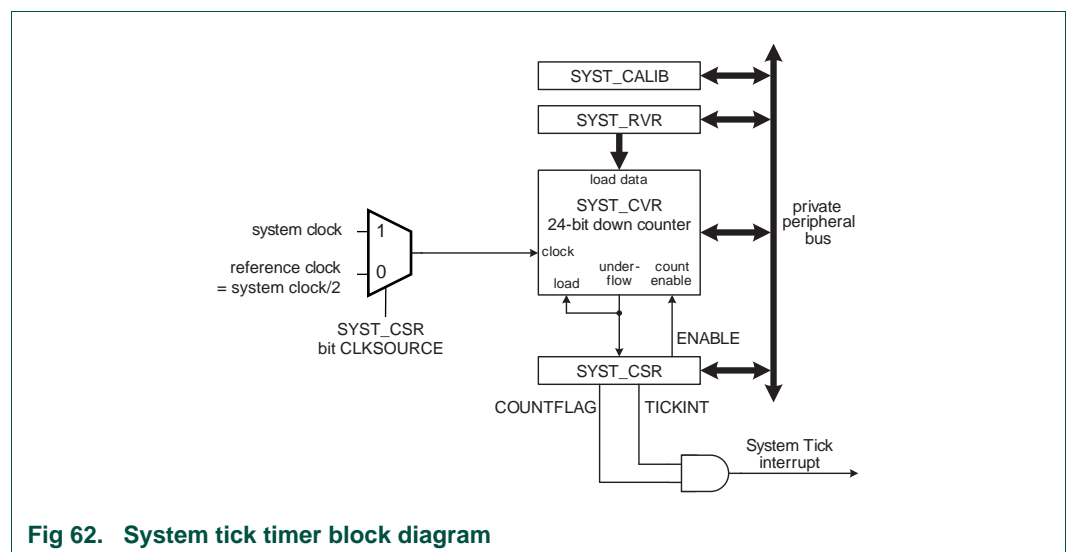 SYST_CALIB
SYST_RVR
load data
SYST_CVR
24-bit down counter
private
peripheral
bus
system clock
1
clock
reference clock
= system clock/2
0
under-
flow
count
enable
load
SYST_CSR
bit CLKSOURCE
ENABLE
SYST_CSR
COUNTFLAG
TICKINT
System Tick
interrupt
Fig 62. System tick timer block diagram